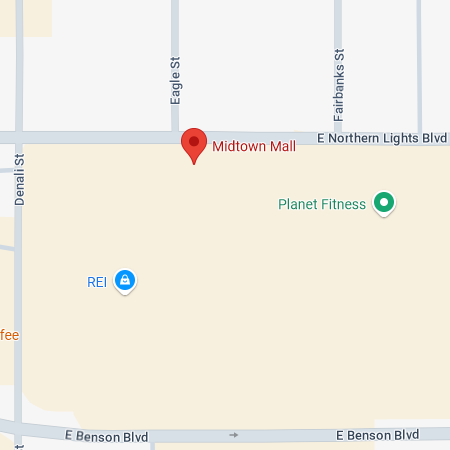 Eagle St
Fairbanks St
E Northern Lights Blvd
Midtown Mall
Denali St
Planet Fitness
REI
fee
E Benson Blvd
E Benson Blvd
t